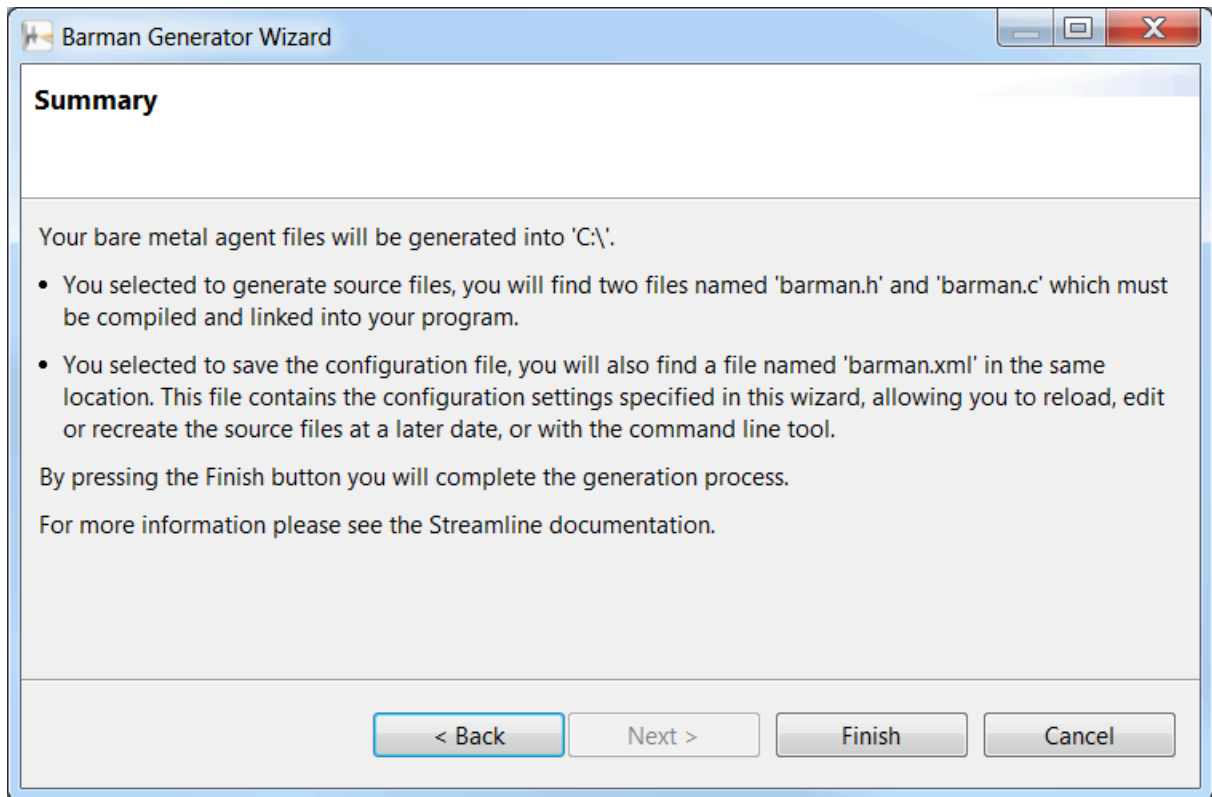 Barman Generator Wizard
Summary
Your bare metal agent files will be generated into 'C:\'.
• You selected to generate source files, you will find two files named 'barman.h' and 'barman.c' which must
be compiled and linked into your program.
• You selected to save the configuration file, you will also find a file named 'barman.xml' in the same
location. This file contains the configuration settings specified in this wizard, allowing you to reload, edit
or recreate the source files at a later date, or with the command line tool.
By pressing the Finish button you will complete the generation process.
For more information please see the Streamline documentation.
< Back Next > Finish Cancel